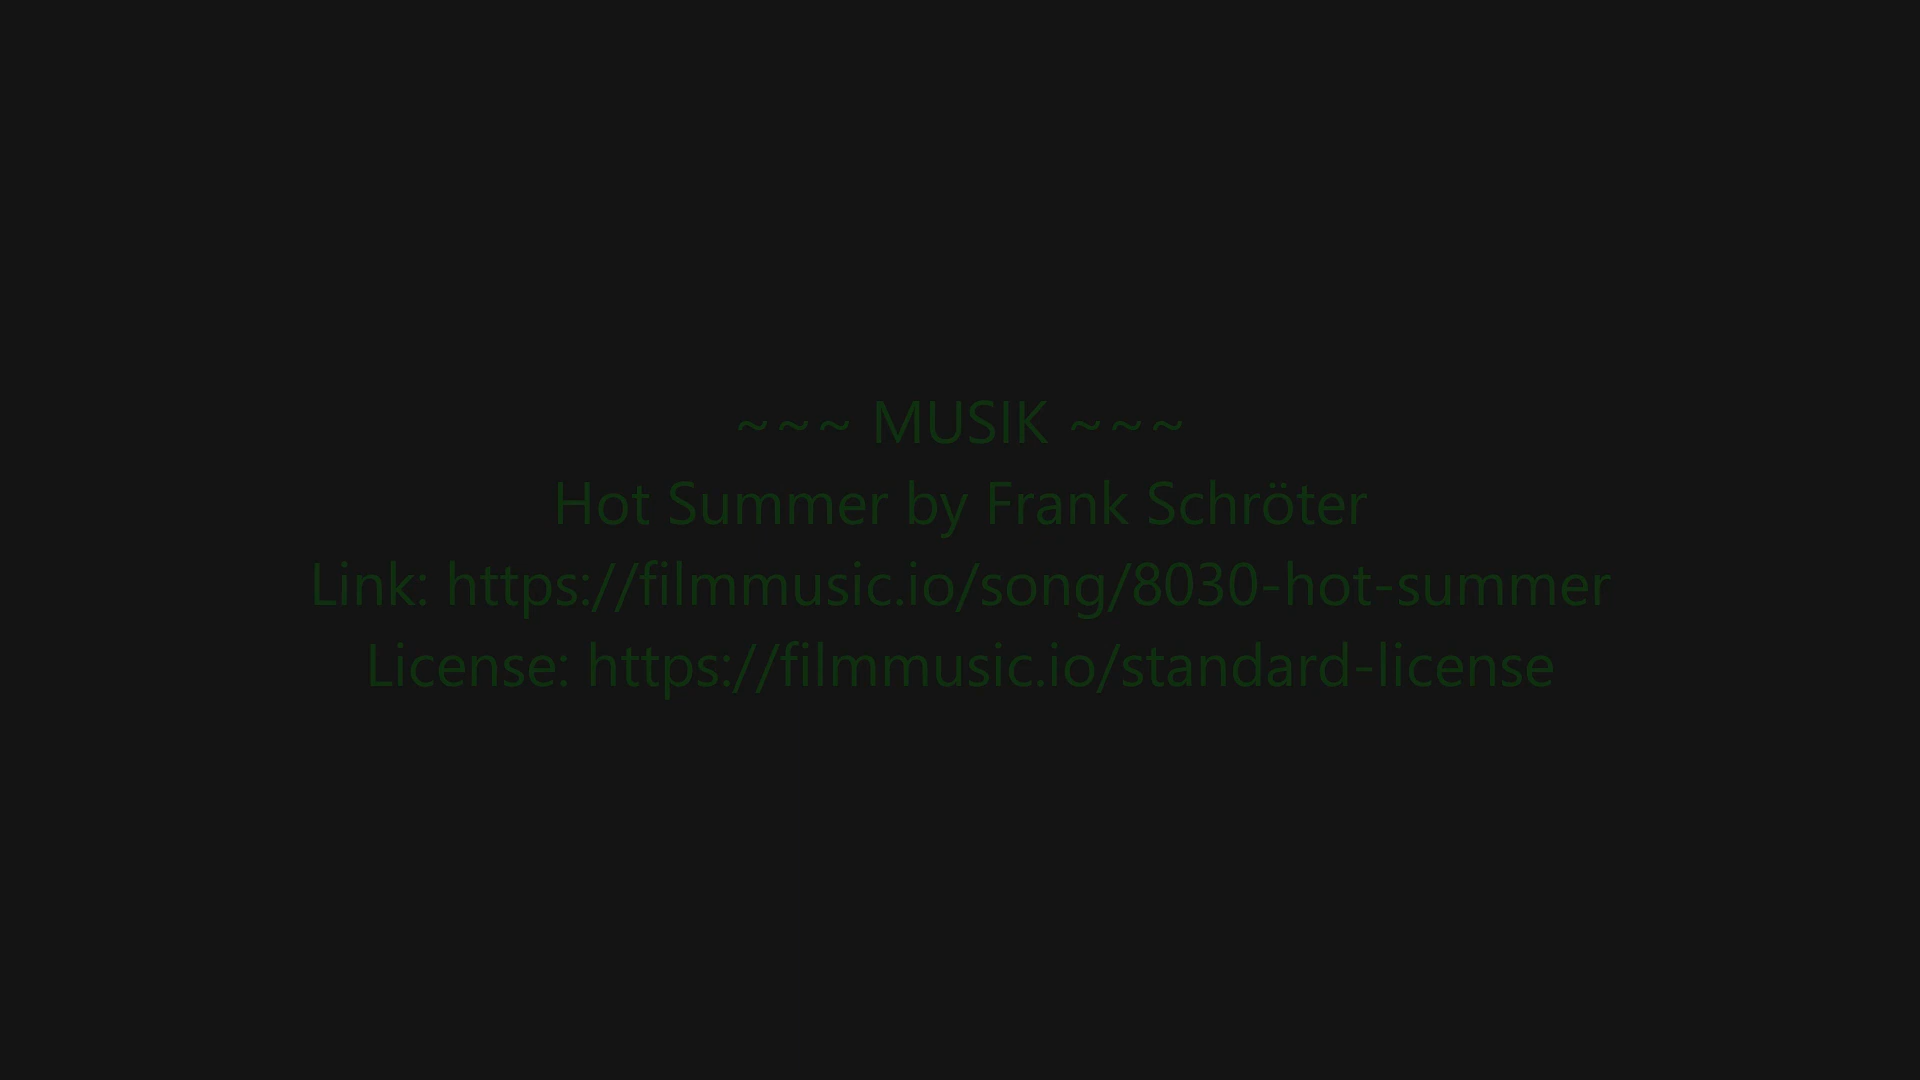 ~~~ MUSIK ~~~
Hot Summer by Frank Schröter
Link: https://filmmusic.io/song/8030-hot-summer
License: https://filmmusic.io/standard-license